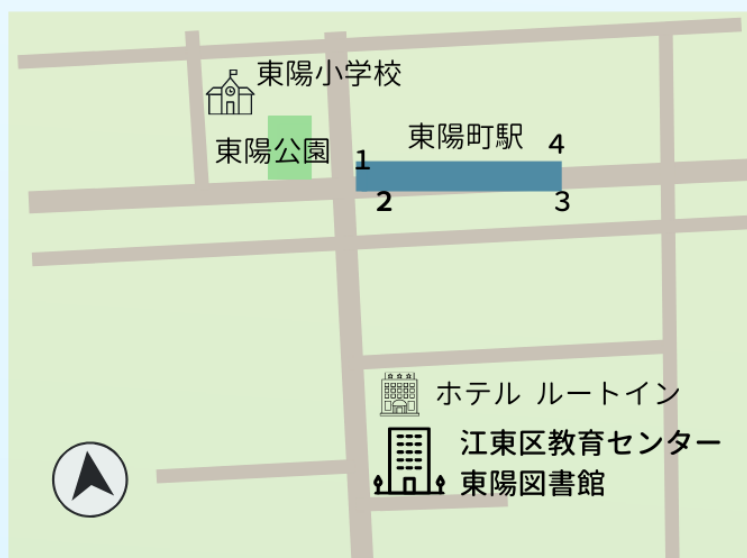 東陽小学校
東陽町駅
4
東陽公園
1
2
3
ホテル ルートイン
江東区教育センター
東陽図書館